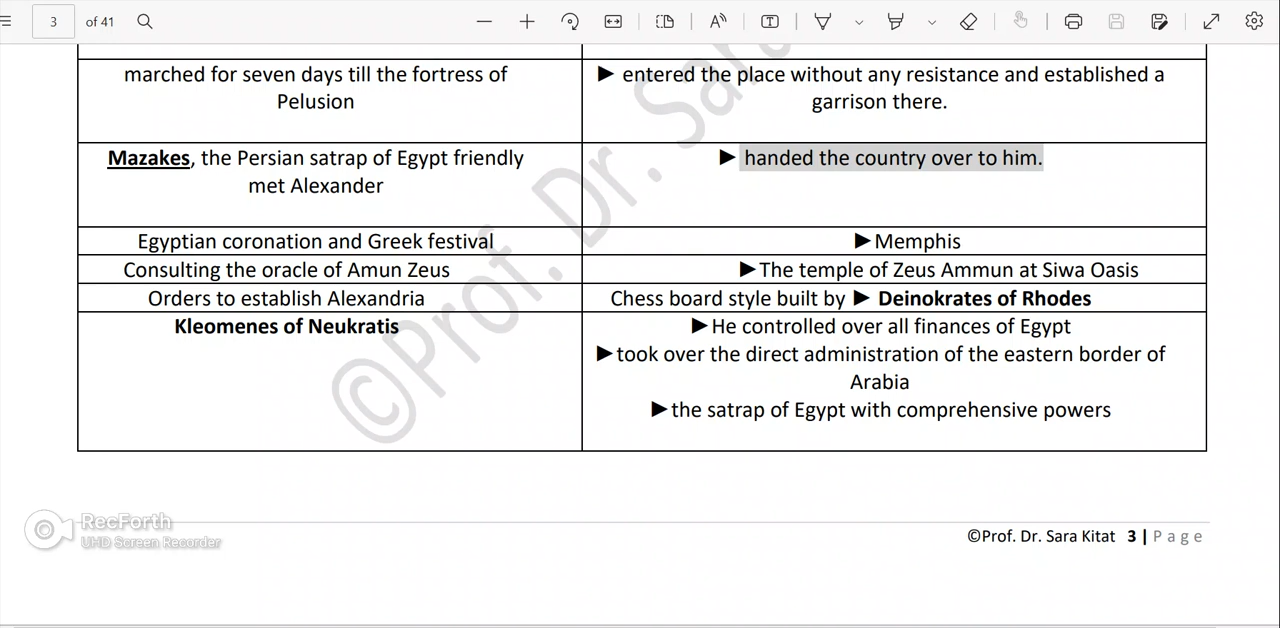 3 of 41
marched for seven days till the fortress of
Pelusion
► entered the place without any resistance and established a
garrison there.
Mazakes, the Persian satrap of Egypt friendly
met Alexander
► handed the country over to him.
Egyptian coronation and Greek festival
► Memphis
Consulting the oracle of Amun Zeus
► The temple of Zeus Ammun at Siwa Oasis
Orders to establish Alexandria
Chess board style built by ► Deinokrates of Rhodes
Kleomenes of Neukratis
► He controlled over all finances of Egypt
► took over the direct administration of the eastern border of
Arabia
► the satrap of Egypt with comprehensive powers
©Prof. Dr. Sara
RecForth
UHD Screen Recorder
©Prof. Dr. Sara Kitat 3 | Page